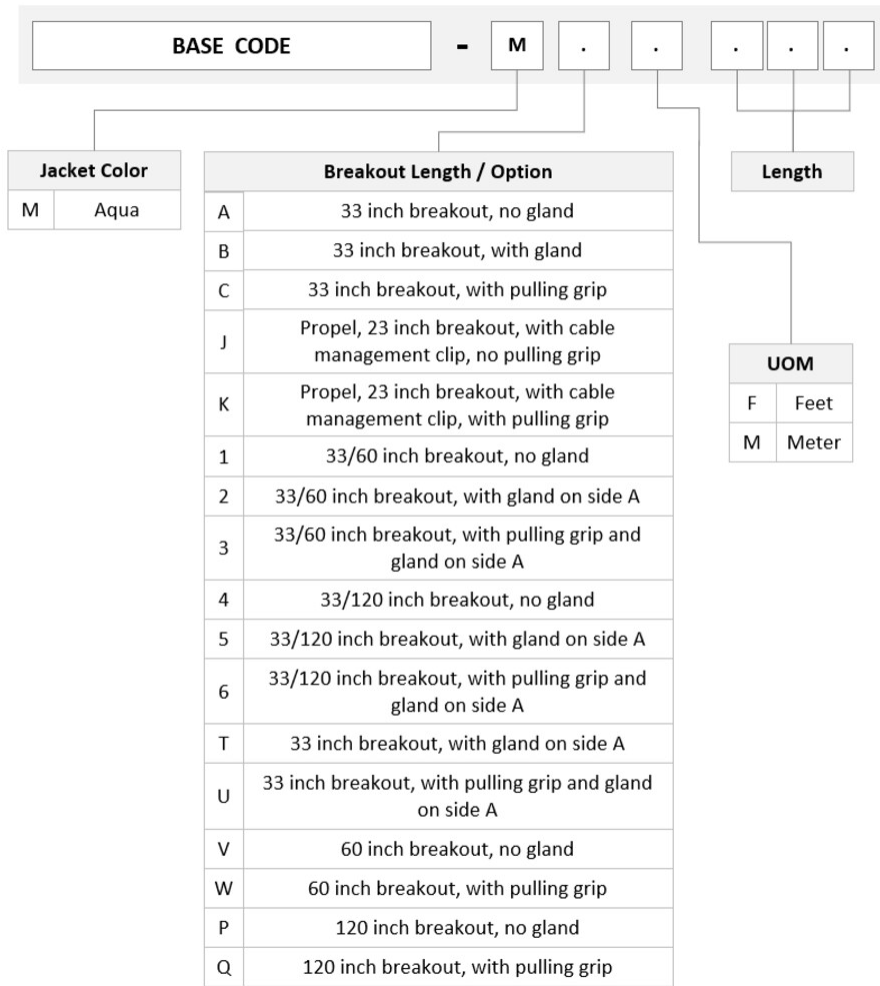 BASE CODE - M . . . . .
Jacket Color
M Aqua
Breakout Length / Option
A 33 inch breakout, no gland
B 33 inch breakout, with gland
C 33 inch breakout, with pulling grip
J Propel, 23 inch breakout, with cable
management clip, no pulling grip
K Propel, 23 inch breakout, with cable
management clip, with pulling grip
1 33/60 inch breakout, no gland
2 33/60 inch breakout, with gland on side A
3 33/60 inch breakout, with pulling grip and
gland on side A
4 33/120 inch breakout, no gland
5 33/120 inch breakout, with gland on side A
6 33/120 inch breakout, with pulling grip and
gland on side A
T 33 inch breakout, with gland on side A
U 33 inch breakout, with pulling grip and gland
on side A
V 60 inch breakout, no gland
W 60 inch breakout, with pulling grip
P 120 inch breakout, no gland
Q 120 inch breakout, with pulling grip
Length
UOM
F Feet
M Meter